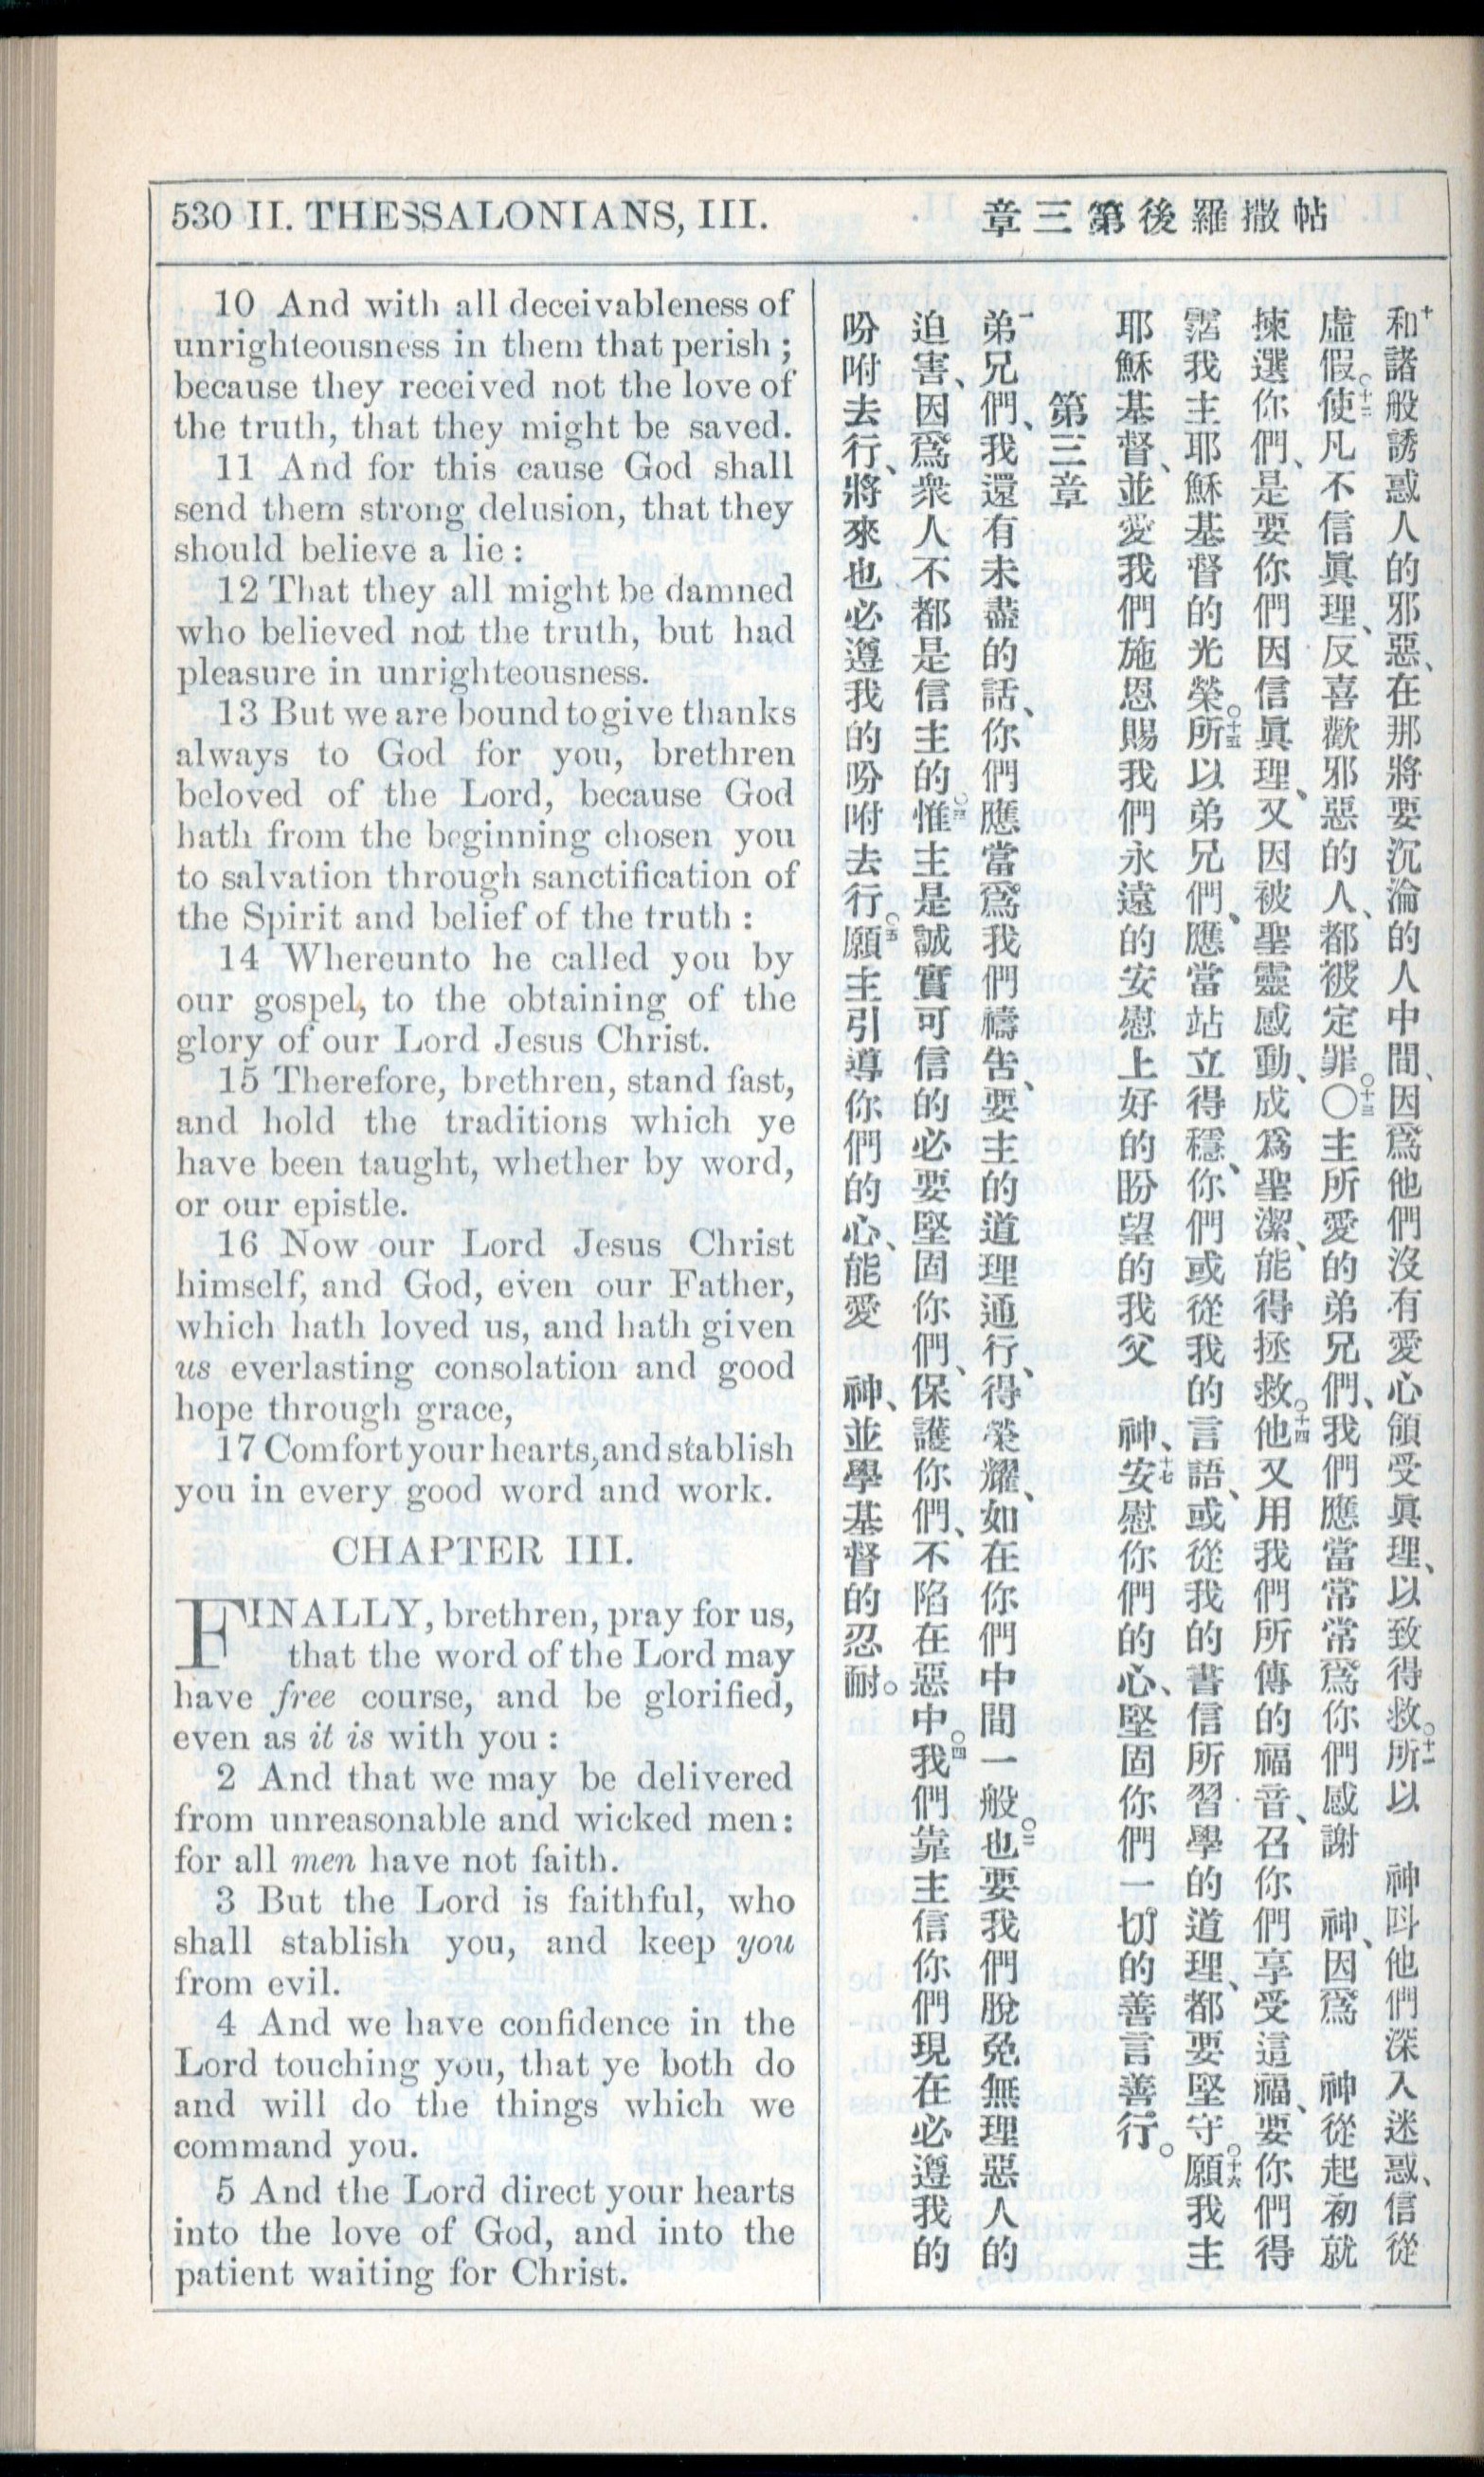 530 II. THESSALONIANS, III.
帖撒羅後第三章
10 And with all deceivableness of
unrighteousness in them that perish ;
because they received not the love of
the truth, that they might be saved.
11 And for this cause God shall
send them strong delusion, that they
should believe a lie :
12 That they all might be damned
who believed not the truth, but had
pleasure in unrighteousness.
13 But we are bound to give thanks
always to God for you, brethren
beloved of the Lord, because God
hath from the beginning chosen you
to salvation through sanctification of
the Spirit and belief of the truth :
14 Whereunto he called you by
our gospel, to the obtaining of the
glory of our Lord Jesus Christ.
15 Therefore, brethren, stand fast,
and hold the traditions which ye
have been taught, whether by word,
or our epistle.
16 Now our Lord Jesus Christ
himself, and God, even our Father,
which hath loved us, and hath given
us everlasting consolation and good
hope through grace,
17 Comfort your hearts, and stablish
you in every good word and work.
CHAPTER III.
FINALLY, brethren, pray for us,
that the word of the Lord may
have free course, and be glorified,
even as it is with you :
2 And that we may be delivered
from unreasonable and wicked men:
for all men have not faith.
3 But the Lord is faithful, who
shall stablish you, and keep you
from evil.
4 And we have confidence in the
Lord touching you, that ye both do
and will do the things which we
command you.
5 And the Lord direct your hearts
into the love of God, and into the
patient waiting for Christ.
十和諸般誘惑人的邪惡、在那將要沉淪的人中間、因爲他們沒有愛心領受眞理、以致得救。○十一所以 神呌他們深入迷惑、信從
虛假。○十二使凡不信眞理、反喜歡邪惡的人、都被定罪。○十三〇主所愛的弟兄們、我們應當常常爲你們感謝 神、因爲 神從起初就
揀選你們、是要你們因信眞理、又因被聖靈感動、成爲聖潔、能得拯救。○十四他又用我們所傳的福音、召你們享受這福、要你們得
霑我主耶穌基督的光榮。○十五所以弟兄們、應當站立得穩、你們或從我的言語、或從我的書信所習學的道理、都要堅守。○十六願我主
耶穌基督、並愛我們施恩賜我們永遠的安慰上好的盼望的我父 神、十七安慰你們的心、堅固你們一切的善言善行。
第三章
一弟兄們、我還有未盡的話、你們應當爲我們禱告、要主的道理通行、得榮耀、如在你們中間一般。○二也要我們脫免無理惡人的
迫害、因爲衆人不都是信主的。○三惟主是誠實可信的必要堅固你們、保護你們、不陷在惡中。○四我們靠主信你們現在必遵我的
吩咐去行、將來也必遵我的吩咐去行。○五願主引導你們的心、能愛 神、並學基督的忍耐。